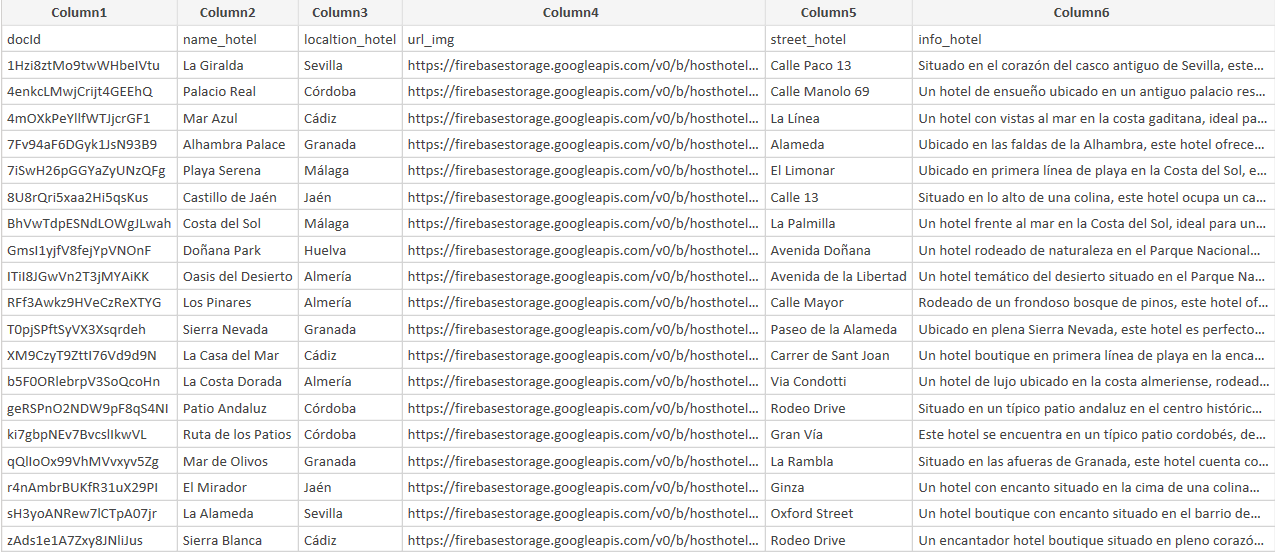 Column1 Column2 Column3 Column4 Column5 Column6
docId name_hotel localtion_hotel url_img street_hotel info_hotel
1Hzi8ztMo9twWHbeIVtu La Giralda Sevilla https://firebasestorage.googleapis.com/v0/b/hosthotel... Calle Paco 13 Situado en el corazón del casco antiguo de Sevilla, este...
4enkcLMwjCrijt4GEEhQ Palacio Real Córdoba https://firebasestorage.googleapis.com/v0/b/hosthotel... Calle Manolo 69 Un hotel de ensueño ubicado en un antiguo palacio res...
4mOXkPeYllfWTJjcrGF1 Mar Azul Cádiz https://firebasestorage.googleapis.com/v0/b/hosthotel... La Línea Un hotel con vistas al mar en la costa gaditana, ideal pa...
7Fv94aF6DGyk1JsN93B9 Alhambra Palace Granada https://firebasestorage.googleapis.com/v0/b/hosthotel... Alameda Ubicado en las faldas de la Alhambra, este hotel ofrece...
7iSwH26pGGYaZyUNzQFg Playa Serena Málaga https://firebasestorage.googleapis.com/v0/b/hosthotel... El Limonar Ubicado en primera línea de playa en la Costa del Sol, e...
8U8rQri5xaa2Hi5qsKus Castillo de Jaén Jaén https://firebasestorage.googleapis.com/v0/b/hosthotel... Calle 13 Situado en lo alto de una colina, este hotel ocupa un ca...
BhVwTdpESNdLOWgJLwah Costa del Sol Málaga https://firebasestorage.googleapis.com/v0/b/hosthotel... La Palmilla Un hotel frente al mar en la Costa del Sol, ideal para un...
GmsI1yjfV8fejYpVNOnF Doñana Park Huelva https://firebasestorage.googleapis.com/v0/b/hosthotel... Avenida Doñana Un hotel rodeado de naturaleza en el Parque Nacional...
ITiI8JGwVn2T3jMYAiKK Oasis del Desierto Almería https://firebasestorage.googleapis.com/v0/b/hosthotel... Avenida de la Libertad Un hotel temático del desierto situado en el Parque Na...
RFf3Awkz9HVeCzReXTYG Los Pinares Almería https://firebasestorage.googleapis.com/v0/b/hosthotel... Calle Mayor Rodeado de un frondoso bosque de pinos, este hotel of...
T0pjSPftSyVX3Xsqrdeh Sierra Nevada Granada https://firebasestorage.googleapis.com/v0/b/hosthotel... Paseo de la Alameda Ubicado en plena Sierra Nevada, este hotel es perfecto...
XM9CzyT9ZttI76Vd9d9N La Casa del Mar Cádiz https://firebasestorage.googleapis.com/v0/b/hosthotel... Carrer de Sant Joan Un hotel boutique en primera línea de playa en la enca...
b5F0ORlebrpV3SoQcoHn La Costa Dorada Almería https://firebasestorage.googleapis.com/v0/b/hosthotel... Via Condotti Un hotel de lujo ubicado en la costa almeriense, rodead...
geRSPnO2NDW9pF8qS4NI Patio Andaluz Córdoba https://firebasestorage.googleapis.com/v0/b/hosthotel... Rodeo Drive Situado en un típico patio andaluz en el centro históric...
ki7gbpNEv7BvcslIkwVL Ruta de los Patios Córdoba https://firebasestorage.googleapis.com/v0/b/hosthotel... Gran Vía Este hotel se encuentra en un típico patio cordobés, de...
qQlIoOx99VhMVvxyv5Zg Mar de Olivos Granada https://firebasestorage.googleapis.com/v0/b/hosthotel... La Rambla Situado en las afueras de Granada, este hotel cuenta co...
r4nAmbrBUKfR31uX29PI El Mirador Jaén https://firebasestorage.googleapis.com/v0/b/hosthotel... Ginza Un hotel con encanto situado en la cima de una colina...
sH3yoANRew7lCTpA07jr La Alameda Sevilla https://firebasestorage.googleapis.com/v0/b/hosthotel... Oxford Street Un hotel boutique con encanto situado en el barrio de...
zAds1e1A7Zxy8JNliJus Sierra Blanca Cádiz https://firebasestorage.googleapis.com/v0/b/hosthotel... Rodeo Drive Un encantador hotel boutique situado en pleno corazó...